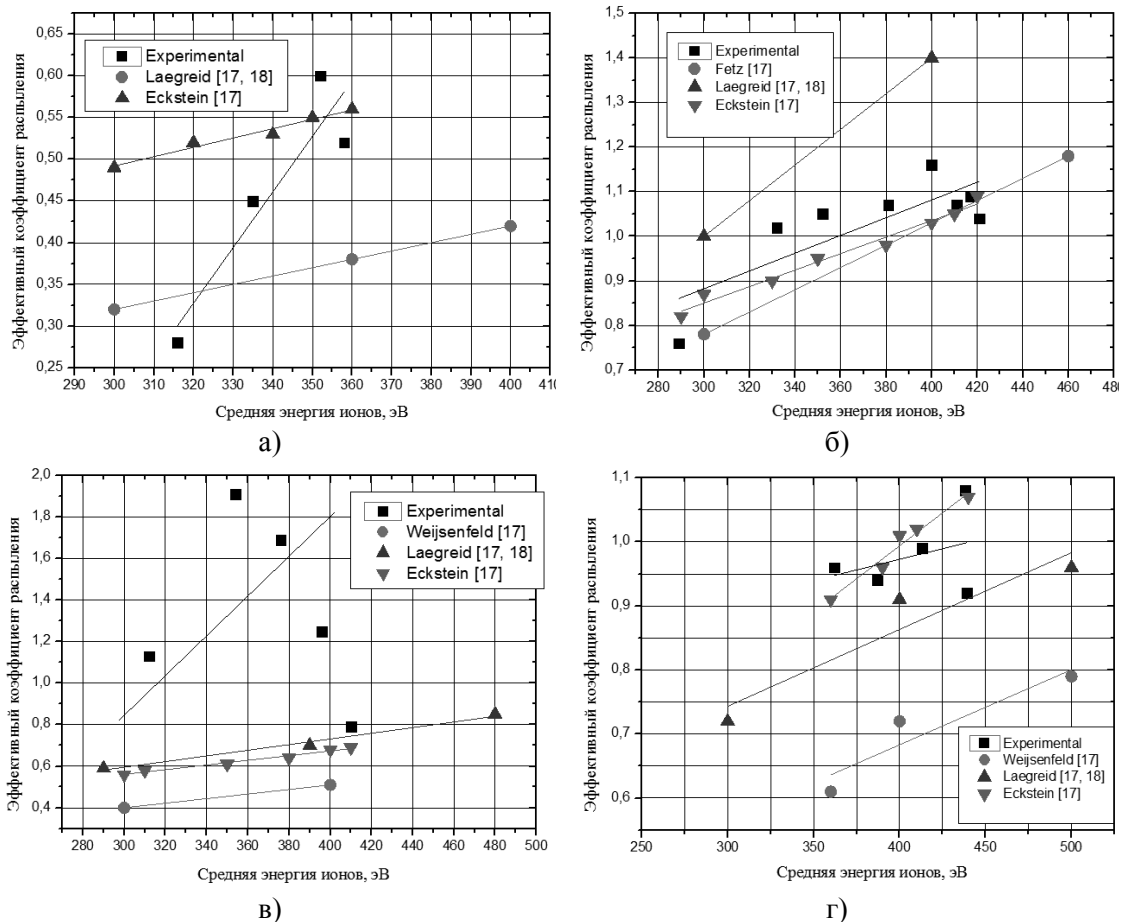 Эффективный коэффициент распыления
0,65
0,60
0,55
0,50
0,45
0,40
0,35
0,30
0,25
Experimental
Laegreid [17, 18]
Eckstein [17]
290 300 310 320 330 340 350 360 370 380 390 400 410
Средняя энергия ионов, эВ
а)
Эффективный коэффициент распыления
1,5
1,4
1,3
1,2
1,1
1,0
0,9
0,8
0,7
Experimental
Fetz [17]
Laegreid [17, 18]
Eckstein [17]
280 300 320 340 360 380 400 420 440 460 480
Средняя энергия ионов, эВ
б)
Эффективный коэффициент распыления
2,0
1,8
1,6
1,4
1,2
1,0
0,8
0,6
0,4
Experimental
Weijsenfeld [17]
Laegreid [17, 18]
Eckstein [17]
280 300 320 340 360 380 400 420 440 460 480 500
Средняя энергия ионов, эВ
в)
Эффективный коэффициент распыления
1,1
1,0
0,9
0,8
0,7
0,6
Experimental
Weijsenfeld [17]
Laegreid [17, 18]
Eckstein [17]
250 300 350 400 450 500
Средняя энергия ионов, эВ
г)